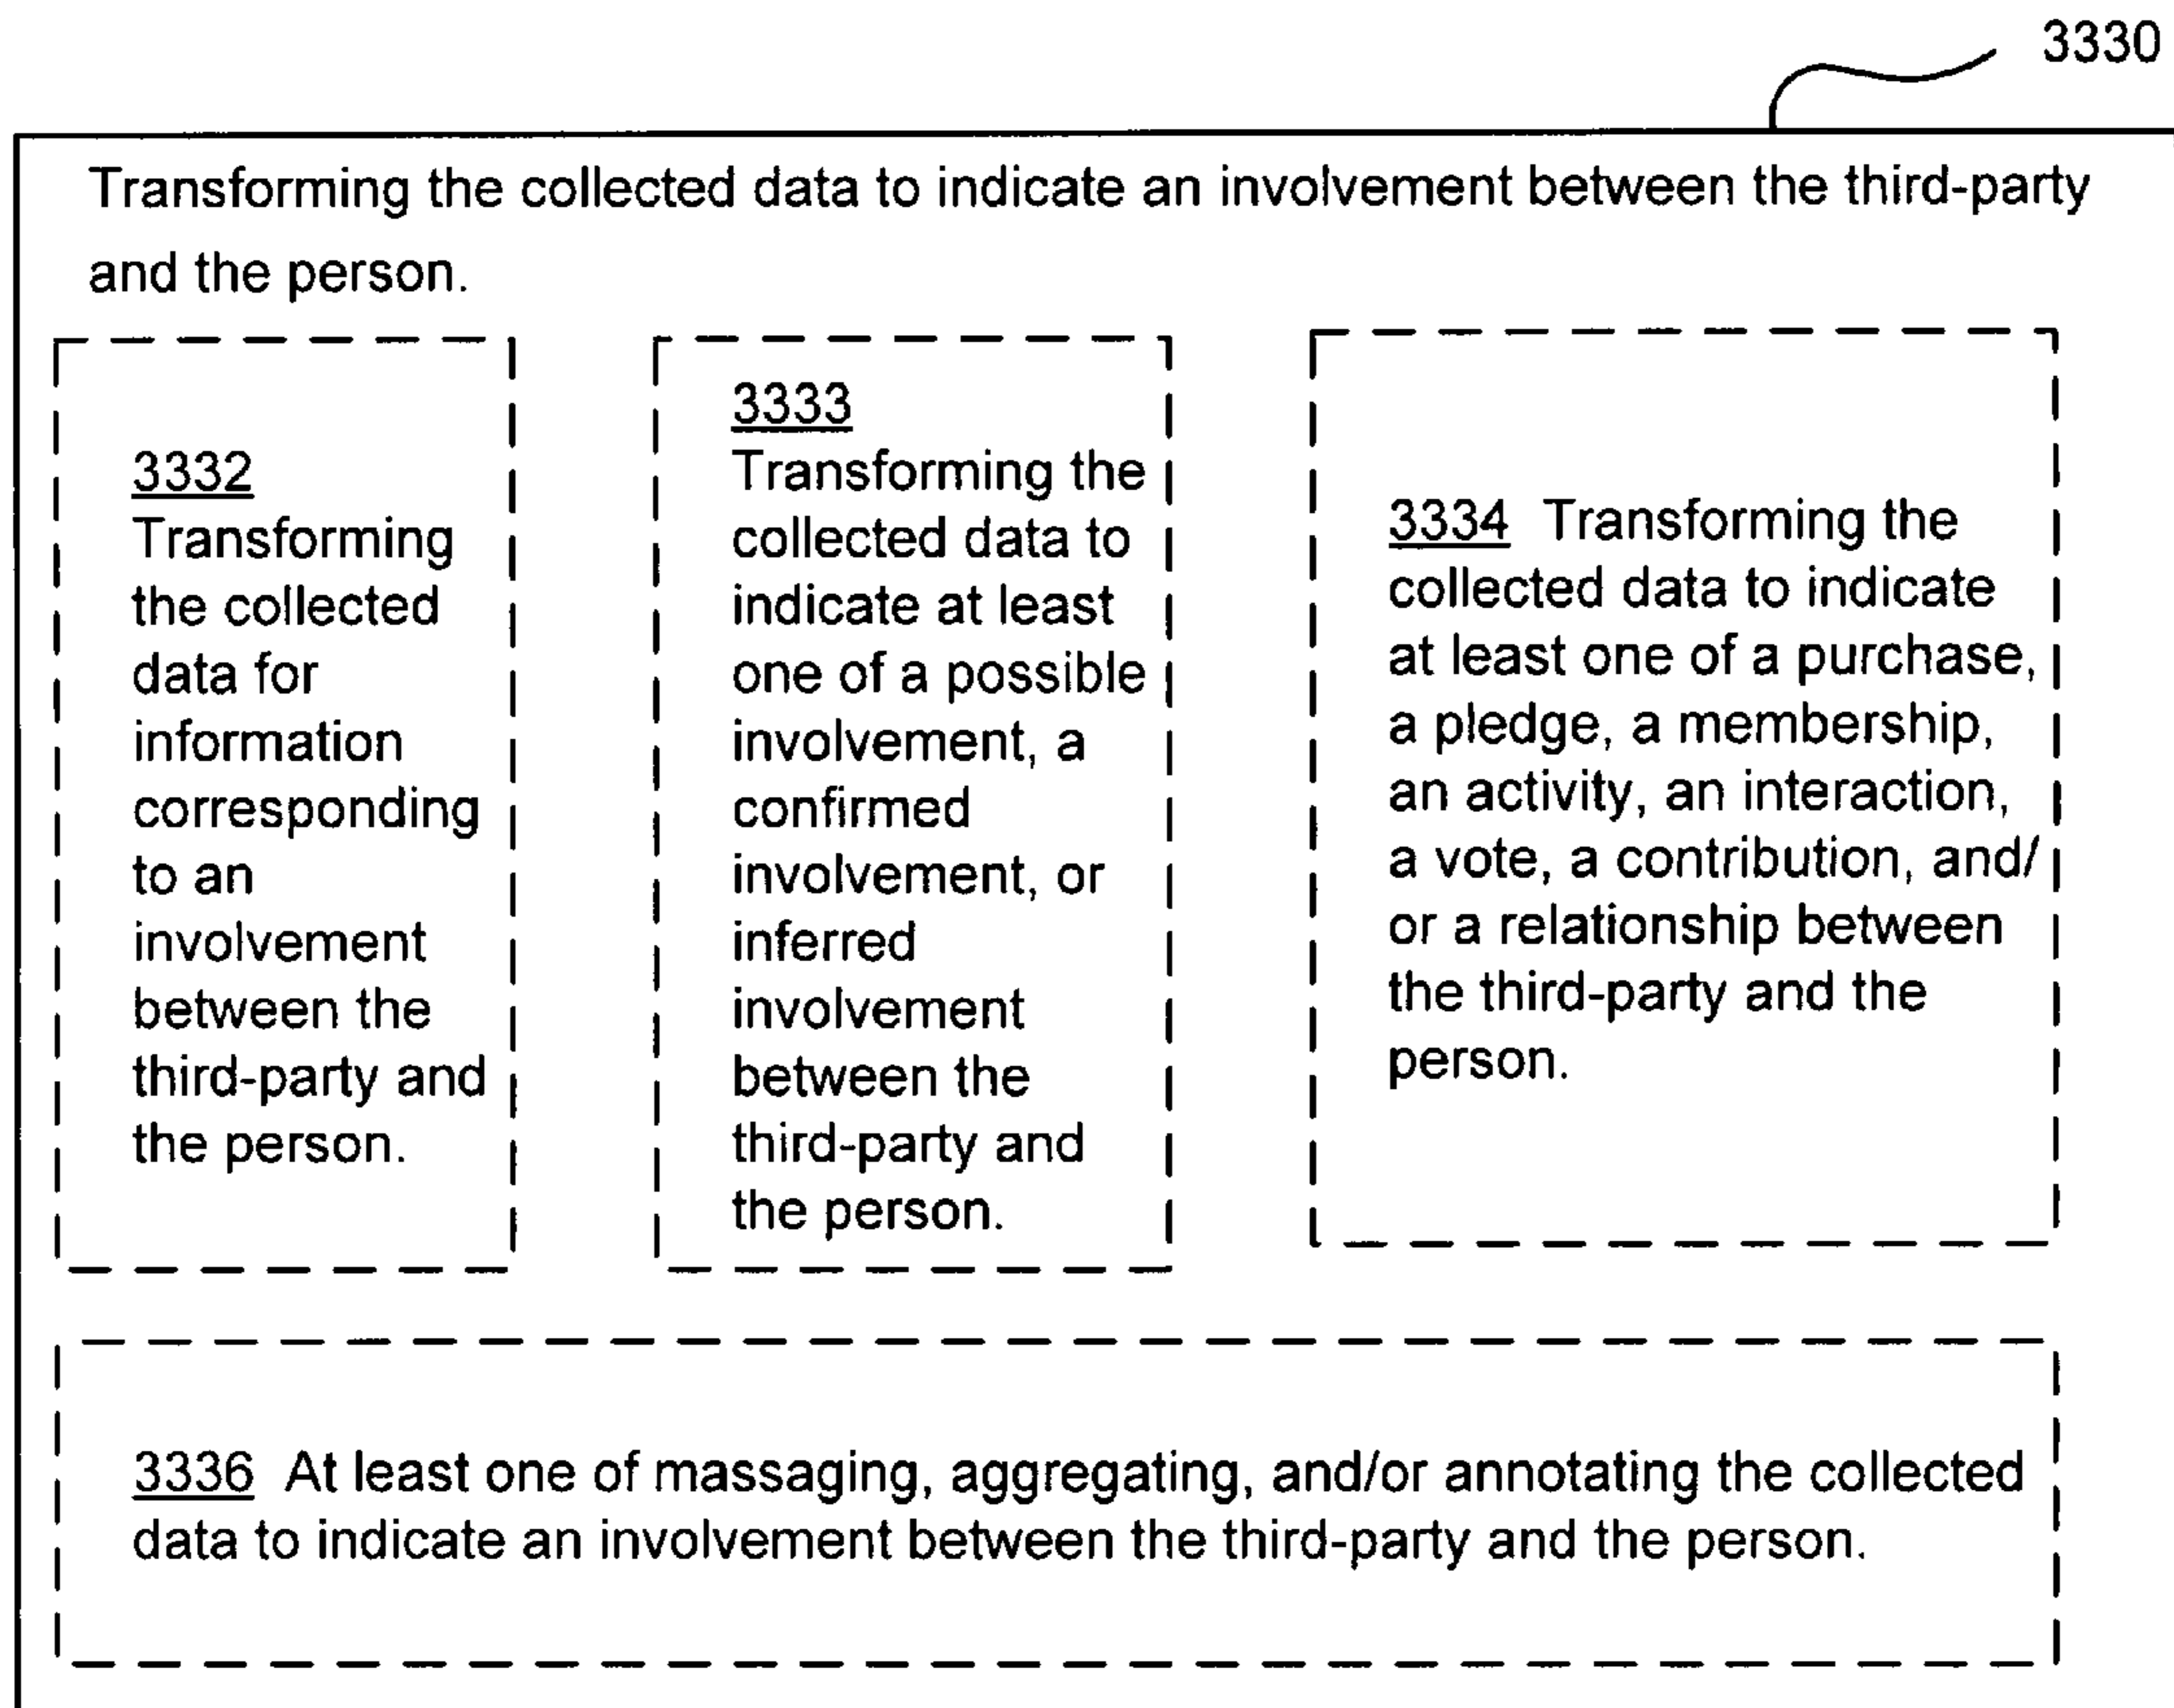 3330
Transforming the collected data to indicate an involvement between the third-party
and the person.
3332
Transforming
the collected
data for
information
corresponding
to an
involvement
between the
third-party and
the person.
3333
Transforming the
collected data to
indicate at least
one of a possible
involvement, a
confirmed
involvement, or
inferred
involvement
between the
third-party and
the person.
3334 Transforming the
collected data to indicate
at least one of a purchase,
a pledge, a membership,
an activity, an interaction,
a vote, a contribution, and/
or a relationship between
the third-party and the
person.
3336 At least one of massaging, aggregating, and/or annotating the collected
data to indicate an involvement between the third-party and the person.